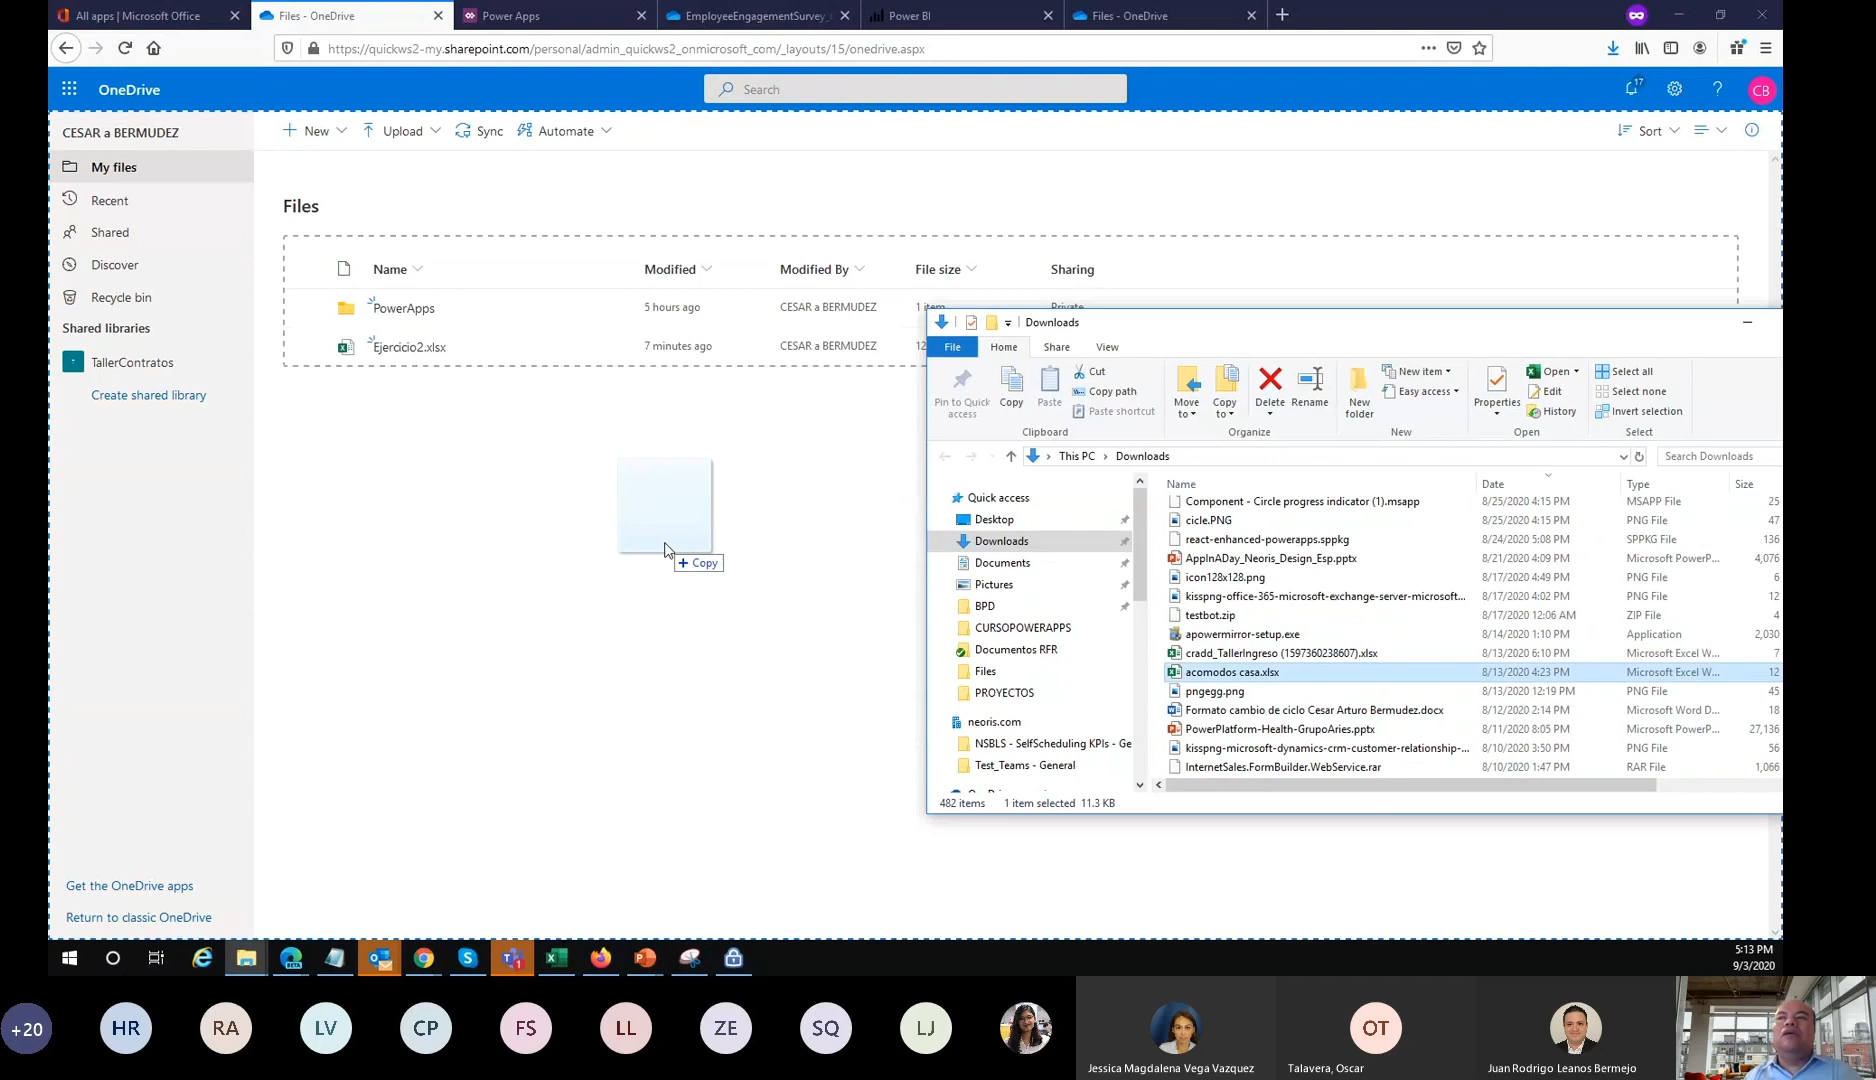 All apps | Microsoft Office
Files - OneDrive
Power Apps
EmployeeEngagementSurvey_
Power BI
Files - OneDrive
https://quickws2-my.sharepoint.com/personal/admin_quickws2_onmicrosoft_com/_layouts/15/onedrive.aspx
OneDrive
Search
17
CB
CESAR a BERMUDEZ
New
Upload
Sync
Automate
Sort
My files
Recent
Shared
Discover
Recycle bin
Shared libraries
TallerContratos
Create shared library
Get the OneDrive apps
Return to classic OneDrive
Files
Name Modified Modified By File size Sharing
PowerApps 5 hours ago CESAR a BERMUDEZ 1 item Private
Ejercicio2.xlsx 7 minutes ago CESAR a BERMUDEZ 12
+ Copy
Downloads
File Home Share View
Pin to Quick access
Copy
Paste
Cut
Copy path
Paste shortcut
Clipboard
Move to
Copy to
Delete
Rename
Organize
New folder
New item
Easy access
New
Properties
Open
Edit
History
Open
Select all
Select none
Invert selection
Select
This PC > Downloads
Search Downloads
Quick access
Desktop
Downloads
Documents
Pictures
BPD
CURSOPOWERAPPS
Documentos RFR
Files
PROYECTOS
neoris.com
NSBLS - SelfScheduling KPIs - Ge
Test_Teams - General
Name Date Type Size
Component - Circle progress indicator (1).msapp 8/25/2020 4:15 PM MSAPP File 25
cicle.PNG 8/25/2020 4:15 PM PNG File 47
react-enhanced-powerapps.sppkg 8/24/2020 5:08 PM SPPKG File 136
AppInADay_Neoris_Design_Esp.pptx 8/21/2020 4:09 PM Microsoft PowerP... 4,076
icon128x128.png 8/17/2020 4:49 PM PNG File 6
kisspng-office-365-microsoft-exchange-server-microsoft... 8/17/2020 4:02 PM PNG File 12
testbot.zip 8/17/2020 12:06 AM ZIP File 4
apowermirror-setup.exe 8/14/2020 1:10 PM Application 2,030
cradd_TallerIngreso (1597360238607).xlsx 8/13/2020 6:10 PM Microsoft Excel W... 7
acomodos casa.xlsx 8/13/2020 4:23 PM Microsoft Excel W... 12
pngegg.png 8/13/2020 12:19 PM PNG File 45
Formato cambio de ciclo Cesar Arturo Bermudez.docx 8/12/2020 2:14 PM Microsoft Word D... 18
PowerPlatform-Health-GrupoAries.pptx 8/11/2020 8:05 PM Microsoft PowerP... 27,136
kisspng-microsoft-dynamics-crm-customer-relationship-... 8/10/2020 3:50 PM PNG File 56
InternetSales.FormBuilder.WebService.rar 8/10/2020 1:47 PM RAR File 1,066
482 items 1 item selected 11.3 KB
5:13 PM
9/3/2020
+20
HR
RA
LV
CP
FS
LL
ZE
SQ
LJ
OT
Jessica Magdalena Vega Vazquez
Talavera, Oscar
Juan Rodrigo Leanos Bermejo